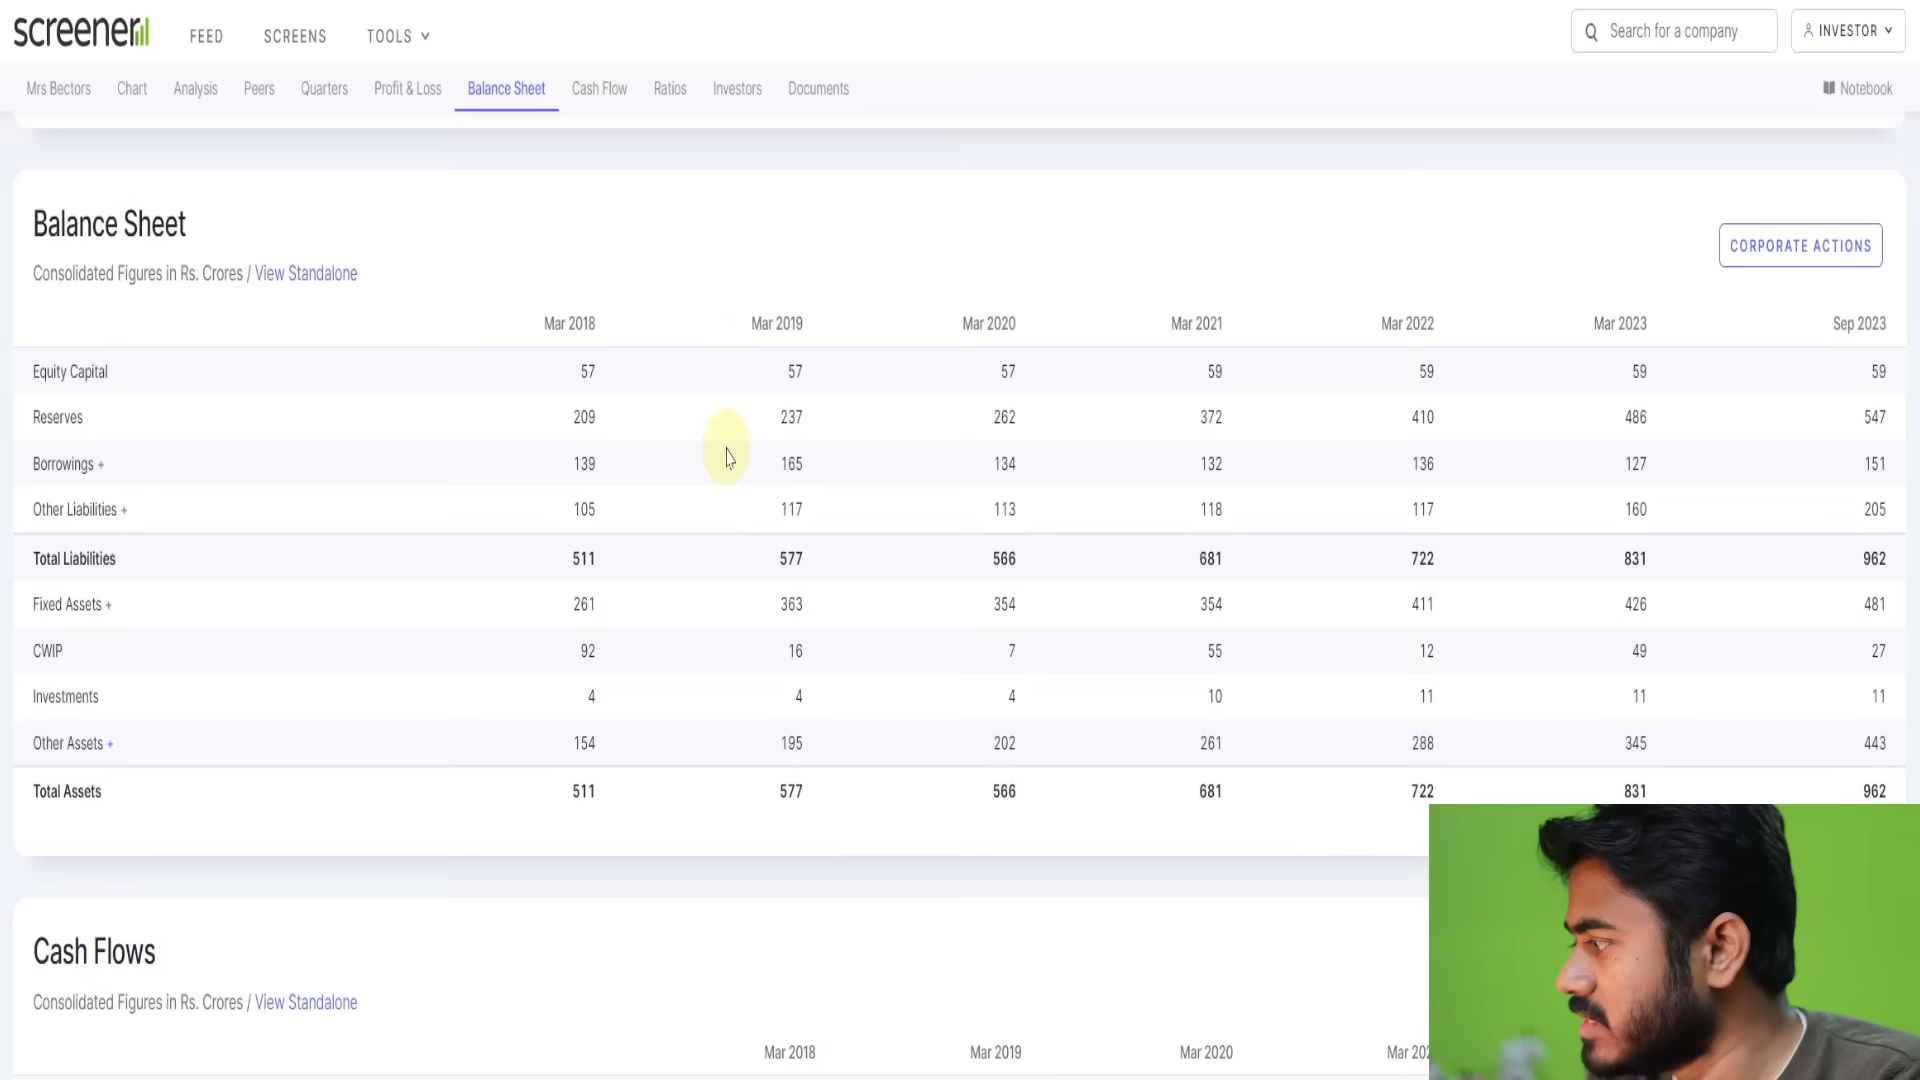 screener FEED SCREENS TOOLS Search for a company INVESTOR
Mrs Bectors Chart Analysis Peers Quarters Profit & Loss Balance Sheet Cash Flow Ratios Investors Documents Notebook
Balance Sheet
CORPORATE ACTIONS
Consolidated Figures in Rs. Crores / View Standalone
Mar 2018 Mar 2019 Mar 2020 Mar 2021 Mar 2022 Mar 2023 Sep 2023
Equity Capital 57 57 57 59 59 59 59
Reserves 209 237 262 372 410 486 547
Borrowings + 139 165 134 132 136 127 151
Other Liabilities + 105 117 113 118 117 160 205
Total Liabilities 511 577 566 681 722 831 962
Fixed Assets + 261 363 354 354 411 426 481
CWIP 92 16 7 55 12 49 27
Investments 4 4 4 10 11 11 11
Other Assets + 154 195 202 261 288 345 443
Total Assets 511 577 566 681 722 831 962
Cash Flows
Consolidated Figures in Rs. Crores / View Standalone
Mar 2018 Mar 2019 Mar 2020 Mar